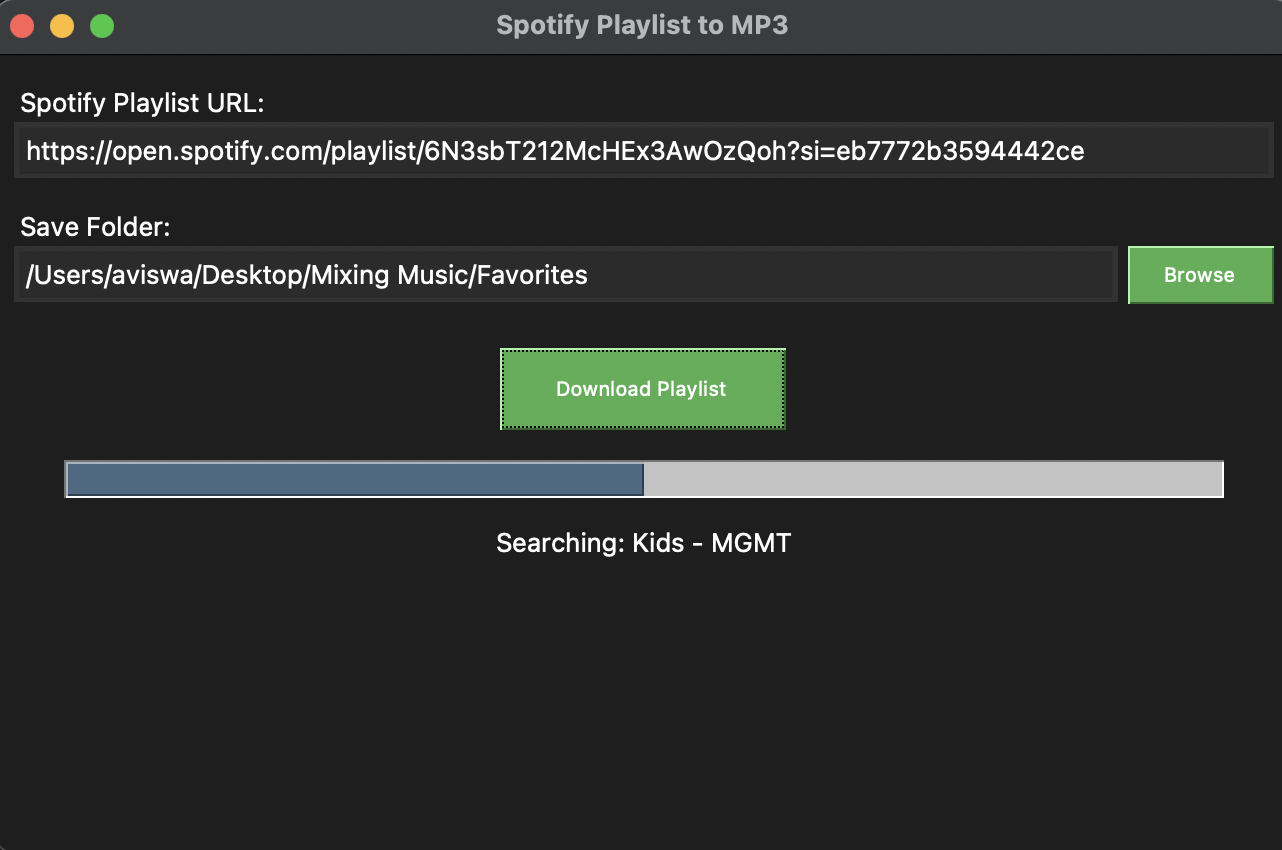 Spotify Playlist to MP3
Spotify Playlist URL:
https://open.spotify.com/playlist/6N3sbT212McHEx3AwOzQoh?si=eb7772b3594442ce
Save Folder:
/Users/aviswa/Desktop/Mixing Music/Favorites
Browse
Download Playlist
Searching: Kids - MGMT